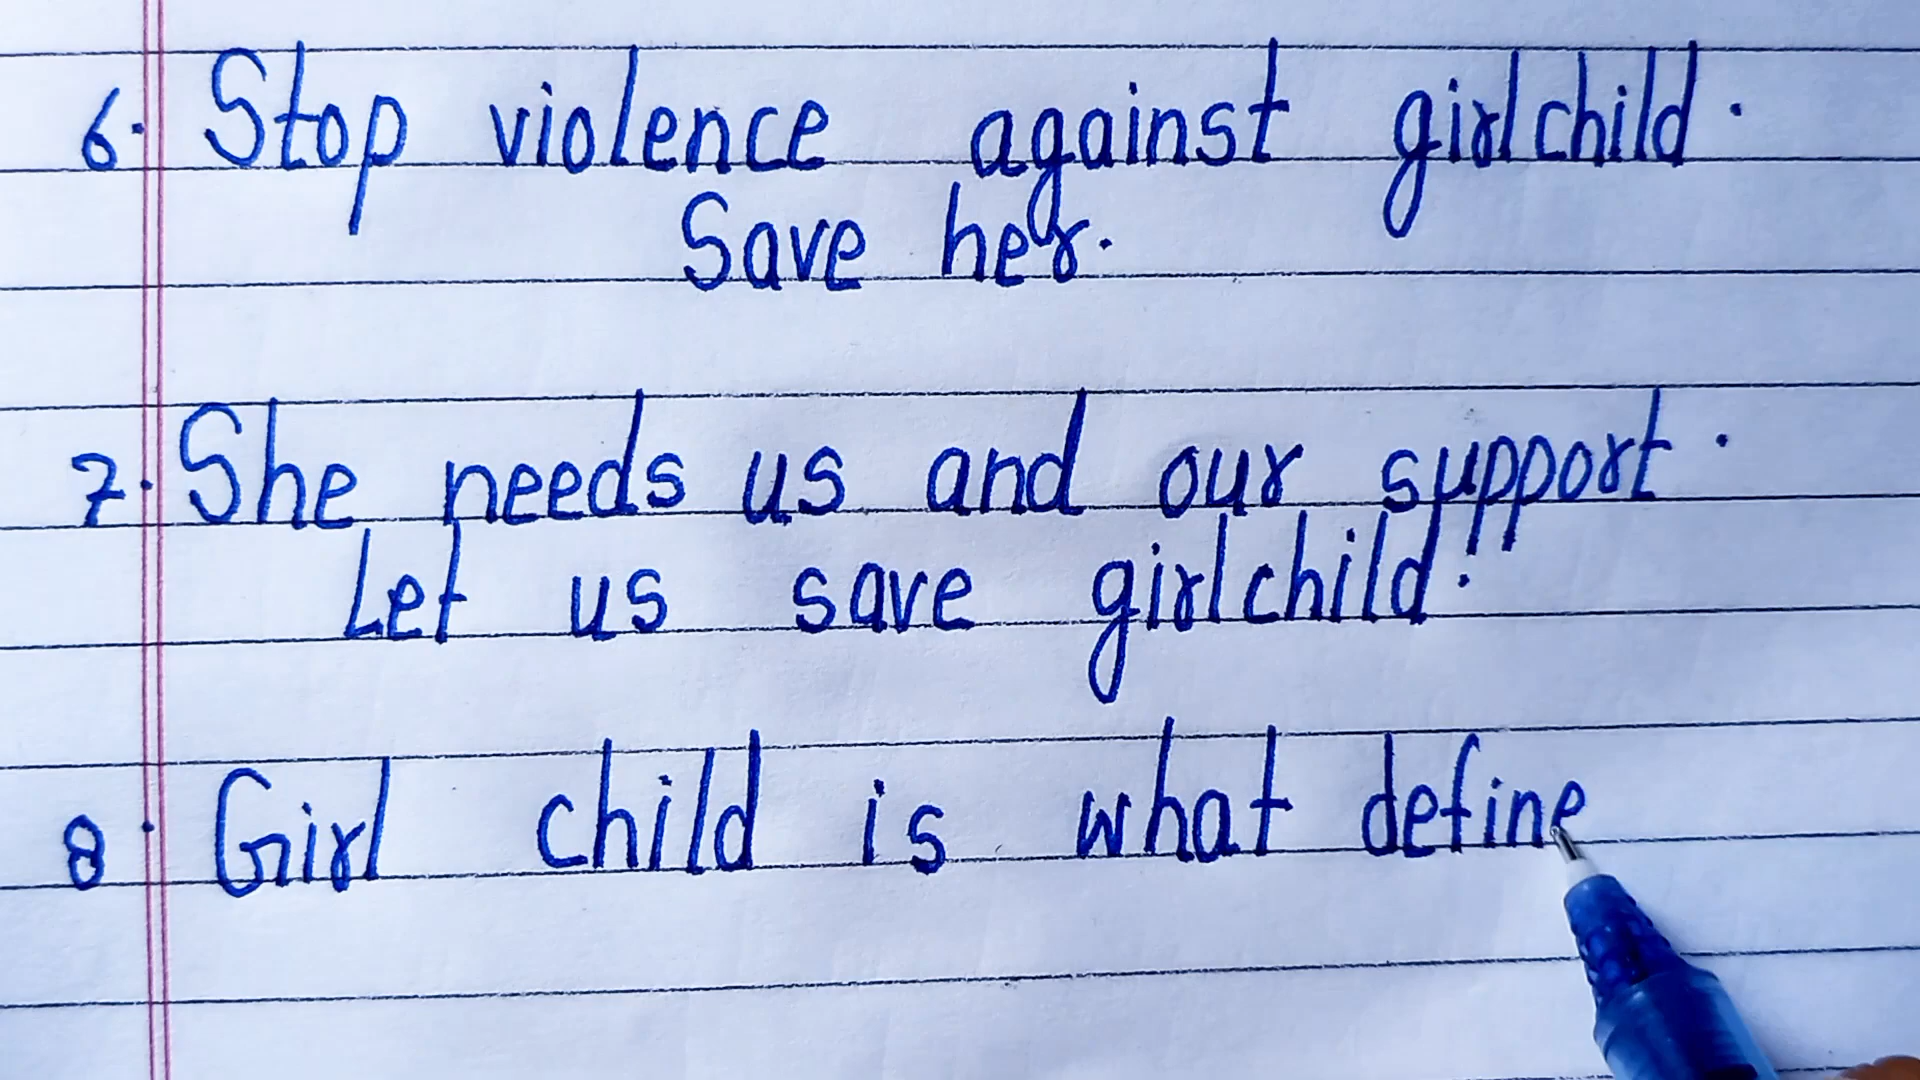 6. Stop violence against girlchild.
Save her.
7. She needs us and our support.
Let us save girlchild.
8. Girl child is what define